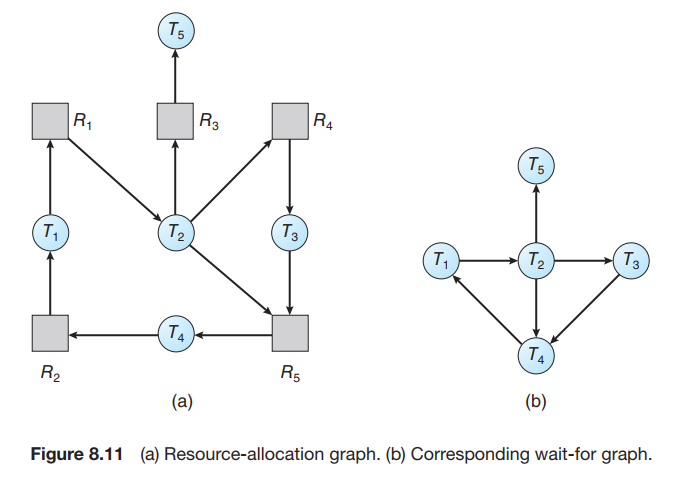 T5
R1
R3
R4
T1
T2
T3
T4
R2
R5
(a)
T5
T1
T2
T3
T4
(b)
Figure 8.11 (a) Resource-allocation graph. (b) Corresponding wait-for graph.